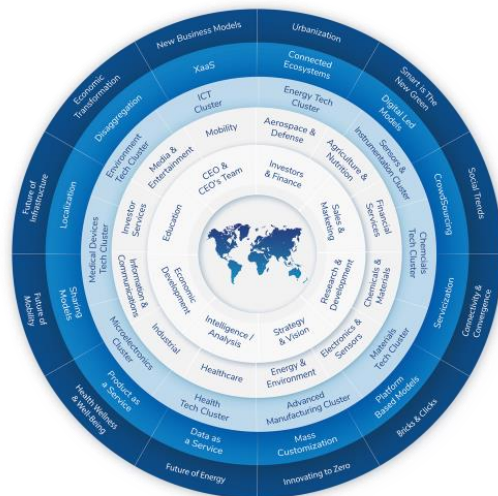 New Business Models
Urbanization
Smart is The
New Green
Social Trends
Connectivity &
Convergence
Bricks & Clicks
Innovating to Zero
Future of Energy
Health Wellness
& Well-Being
Future of
Mobility
Future of
Infrastructure
Economic
Transformation
XaaS
Connected
Ecosystems
Digital Led
Models
CrowdSourcing
Servicization
Platform
Based Models
Mass
Customization
Data as
a Service
Product as
a Service
Sharing
Models
Localization
Disaggregation
ICT
Cluster
Energy Tech
Cluster
Sensors &
Instrumentation Cluster
Chemcials
Tech Cluster
Materials
Tech Cluster
Advanced
Manufacturing Cluster
Health
Tech Cluster
Microelectronics
Cluster
Medical Devices
Tech Cluster
Environment
Tech Cluster
Mobility
Aerospace &
Defense
Agriculture &
Nutrition
Financial
Services
Chemicals
& Materials
Electronics &
Sensors
Energy &
Environment
Healthcare
Industrial
Information &
Communications
Investor
Services
Media &
Entertainment
CEO &
CEO's Team
Investors
& Finance
Sales &
Marketing
Research &
Development
Strategy
& Vision
Intelligence /
Analysis
Economic
Development
Education